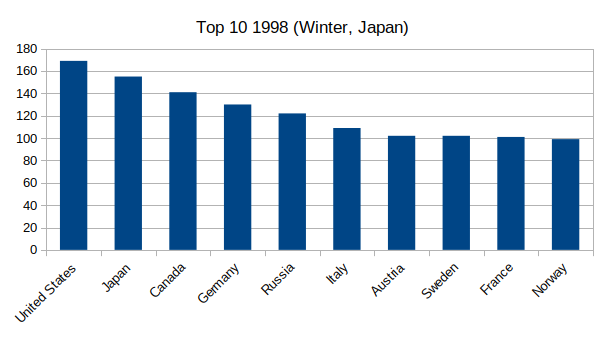 Top 10 1998 (Winter, Japan)
180
160
140
120
100
80
60
40
20
0
United States
Japan
Canada
Germany
Russia
Italy
Austria
Sweden
France
Norway